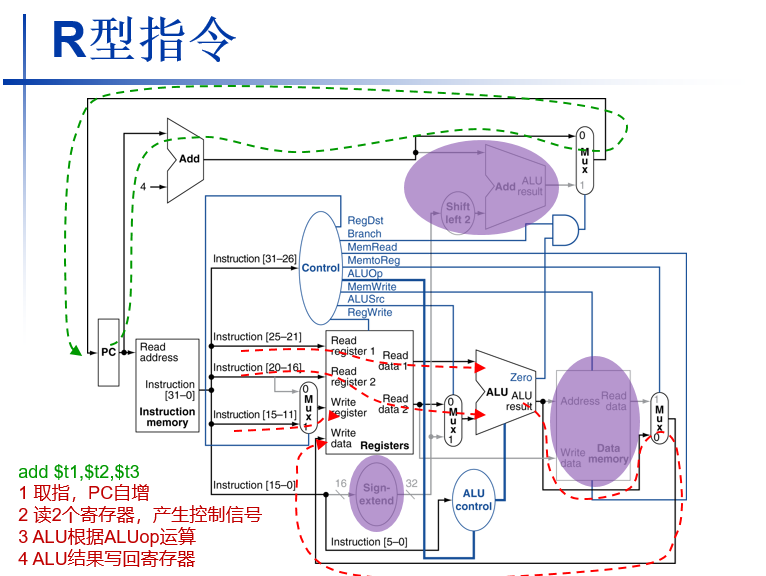 R型指令
0
Mux
1
Add
4
Add
ALU
result
Shift
left 2
RegDst
Branch
MemRead
MemtoReg
ALUOp
MemWrite
ALUSrc
RegWrite
Control
Instruction [31–26]
PC
Read
address
Instruction
[31–0]
Instruction
memory
Instruction [25–21]
Instruction [20–16]
Instruction [15–11]
0
Mux
1
Read
register 1
Read
register 2
Write
register
Write
data
Read
data 1
Read
data 2
Registers
0
Mux
1
Zero
ALU
ALU
result
Address
Read
data
Write
data
Data
memory
1
Mux
0
Instruction [15–0]
16
Sign-
extend
32
ALU
control
Instruction [5–0]
add $t1,$t2,$t3
1 取指，PC自增
2 读2个寄存器，产生控制信号
3 ALU根据ALUop运算
4 ALU结果写回寄存器